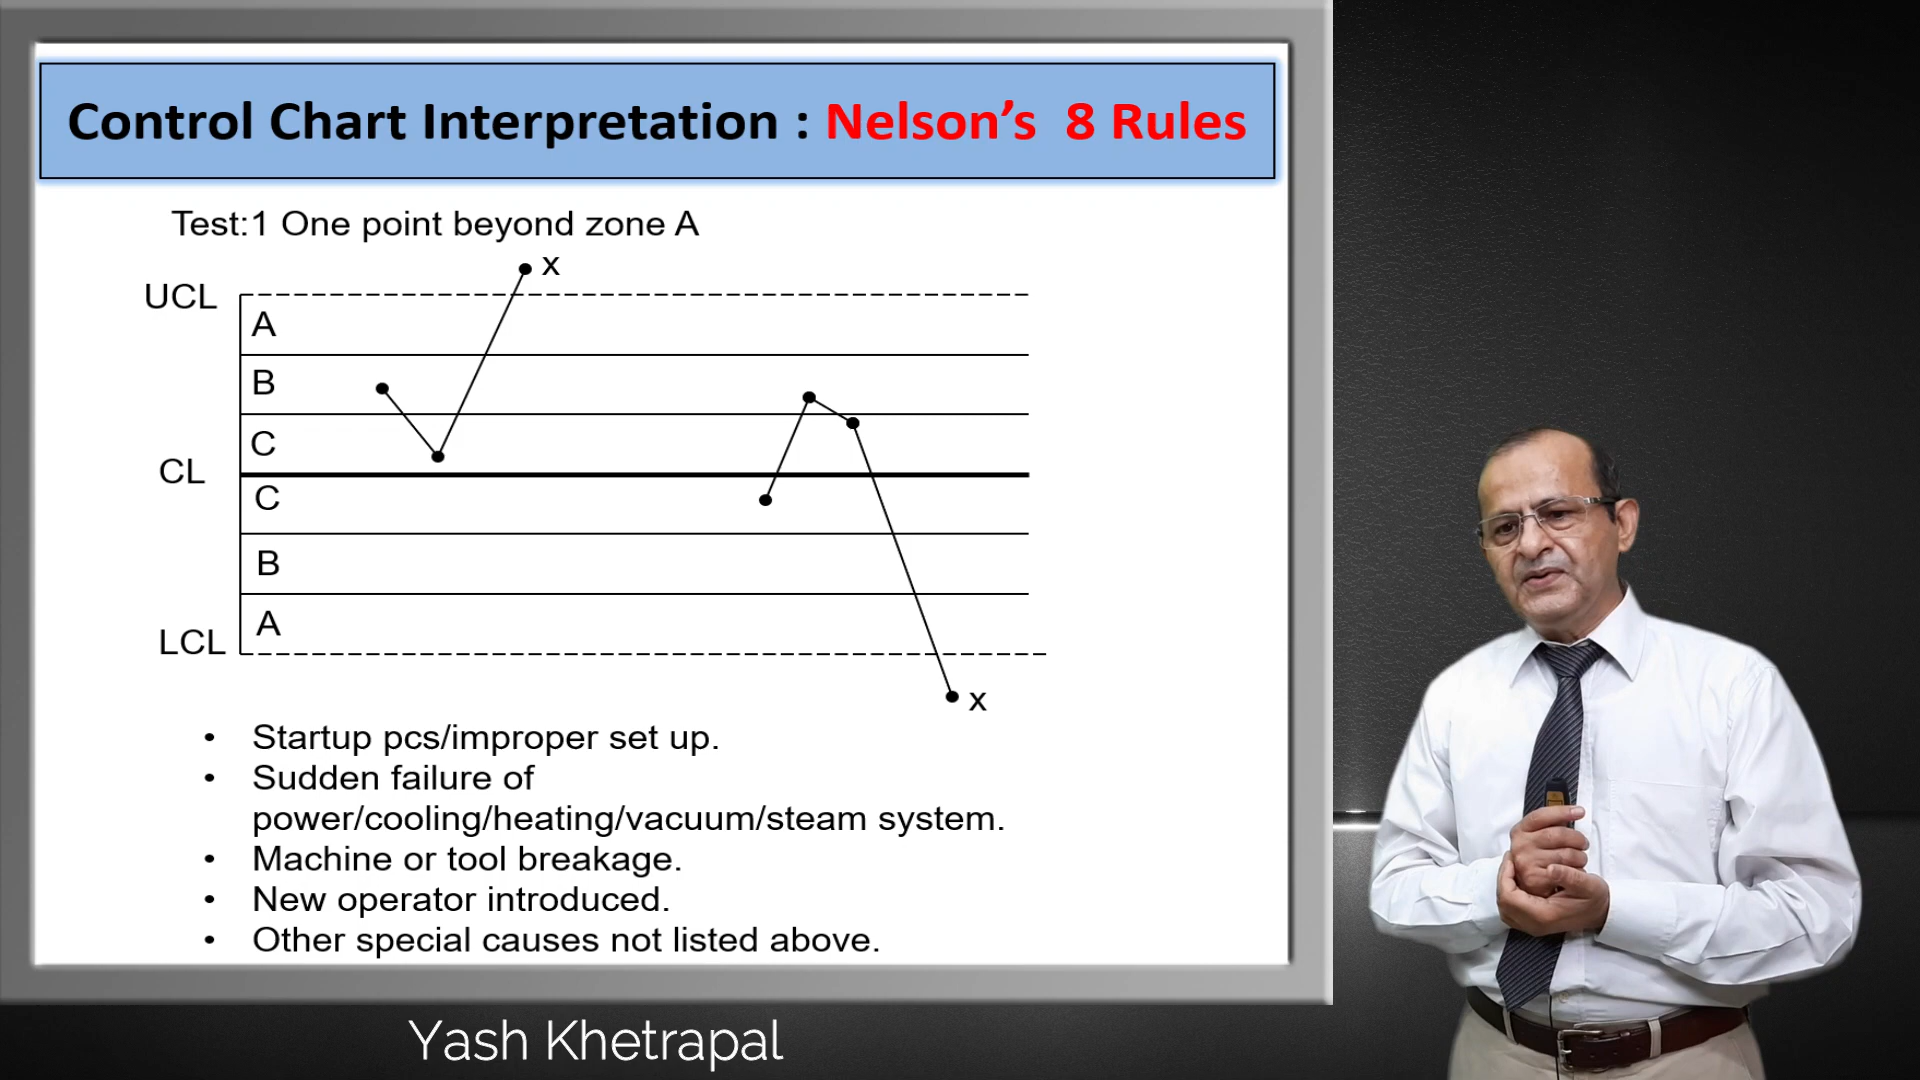 Control Chart Interpretation : Nelson’s  8 Rules
Test:1 One point beyond zone A
x
UCL
A
B
C
CL
C
B
A
LCL
x
• Startup pcs/improper set up.
• Sudden failure of
power/cooling/heating/vacuum/steam system.
• Machine or tool breakage.
• New operator introduced.
• Other special causes not listed above.
Yash Khetrapal